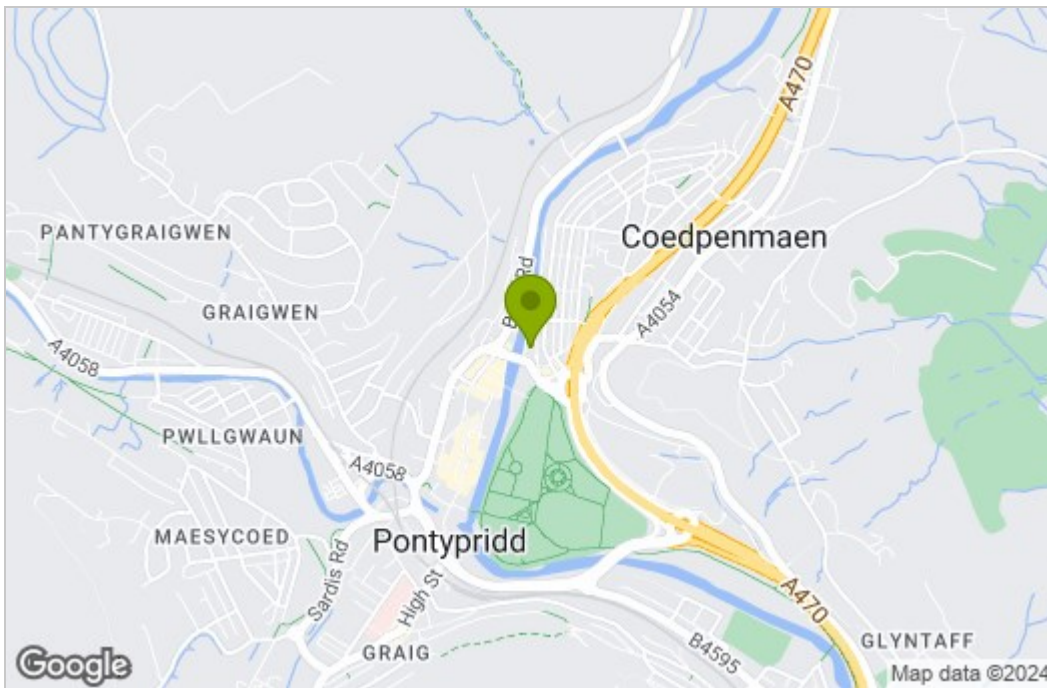 A470
Coedpenmaen
PANTYGRAIGWEN
GRAIGWEN
Rd
A4054
A4058
PWLLGWAUN
A4058
MAESYCOED
Pontypridd
Sardis Rd
High St
A470
GRAIG
B4595
GLYNTAFF
Google
Map data ©2024